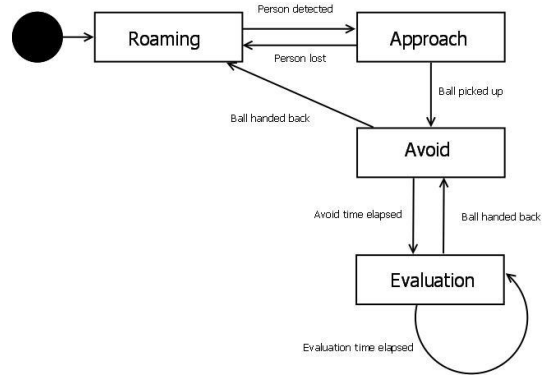 Person detected
Roaming
Approach
Person lost
Ball picked up
Ball handed back
Avoid
Avoid time elapsed
Ball handed back
Evaluation
Evaluation time elapsed